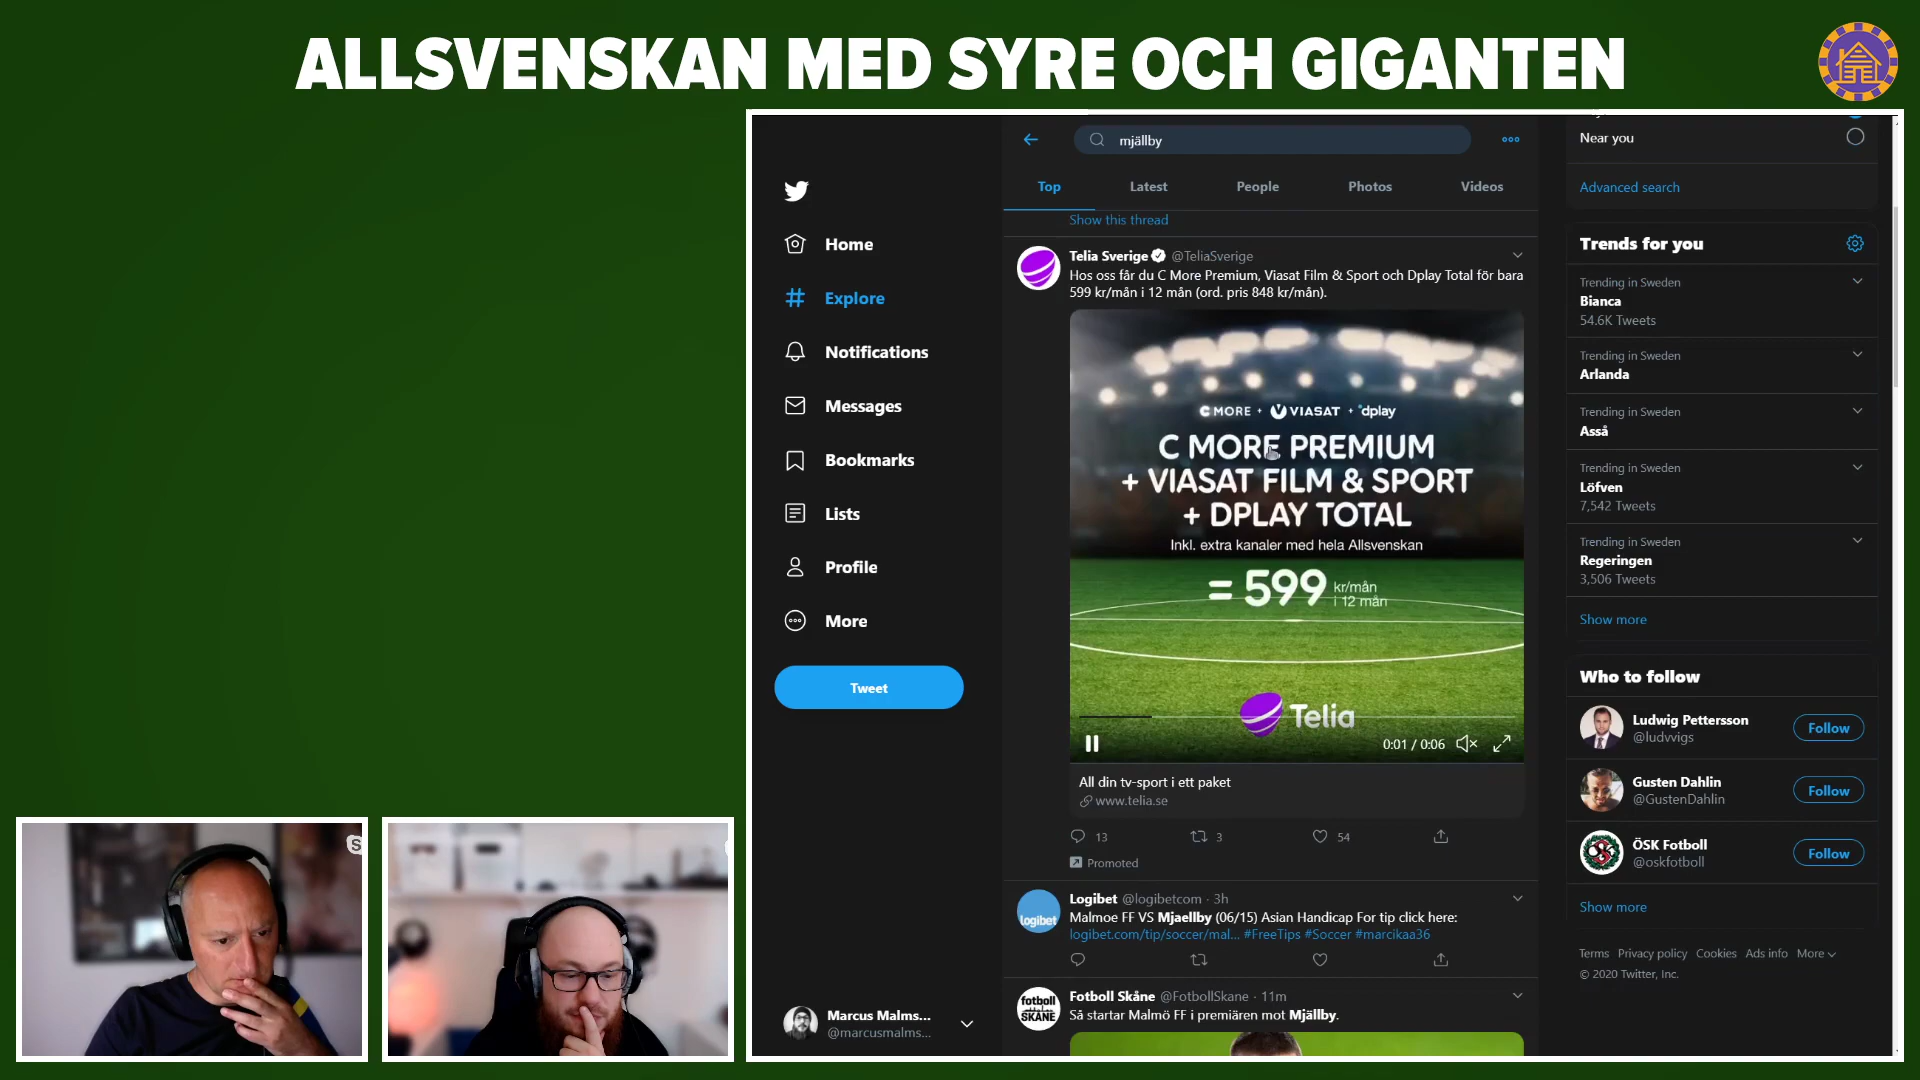 ALLSVENSKAN MED SYRE OCH GIGANTEN
mjällby
Top
Latest
People
Photos
Videos
Show this thread
Home
Explore
Notifications
Messages
Bookmarks
Lists
Profile
More
Tweet
Marcus Malms...
@marcusmalms...
Telia Sverige @TeliaSverige
Hos oss får du C More Premium, Viasat Film & Sport och Dplay Total för bara
599 kr/mån i 12 mån (ord. pris 848 kr/mån).
C MORE + VIASAT + dplay
C MORE PREMIUM
+ VIASAT FILM & SPORT
+ DPLAY TOTAL
Inkl. extra kanaler med hela Allsvenskan
= 599 kr/mån
i 12 mån
Telia
0:01 / 0:06
All din tv-sport i ett paket
www.telia.se
13
3
54
Promoted
logibet
Logibet @logibetcom · 3h
Malmoe FF VS Mjaellby (06/15) Asian Handicap For tip click here:
logibet.com/tip/soccer/mal... #FreeTips #Soccer #marcikaa36
fotboll
SKÅNE
Fotboll Skåne @FotbollSkane · 11m
Så startar Malmö FF i premiären mot Mjällby.
Near you
Advanced search
Trends for you
Trending in Sweden
Bianca
54.6K Tweets
Trending in Sweden
Arlanda
Trending in Sweden
Asså
Trending in Sweden
Löfven
7,542 Tweets
Trending in Sweden
Regeringen
3,506 Tweets
Show more
Who to follow
Ludwig Pettersson
@ludvvigs
Follow
Gusten Dahlin
@GustenDahlin
Follow
ÖSK Fotboll
@oskfotboll
Follow
Show more
Terms Privacy policy Cookies Ads info More
© 2020 Twitter, Inc.
S